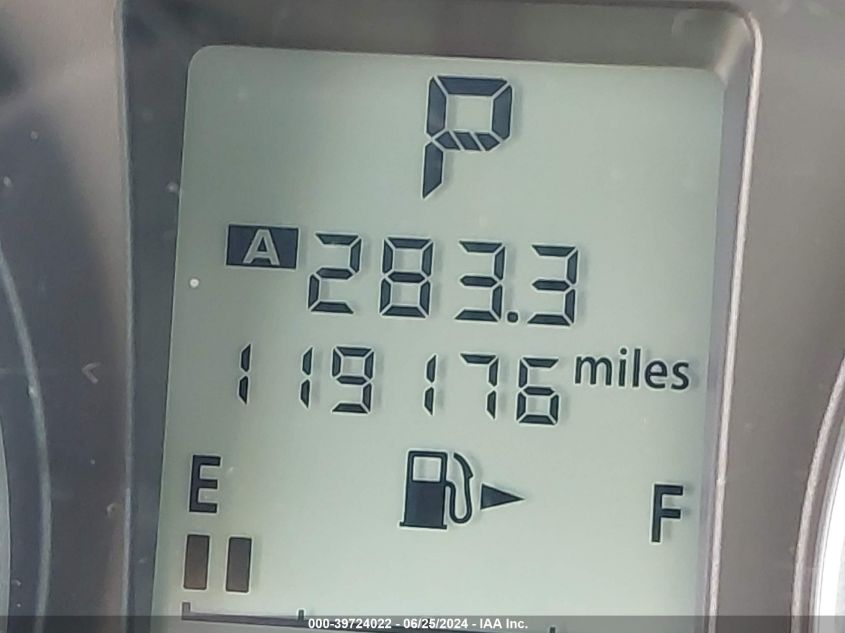 P
A 283.3
119176 miles
E F
000-39724022 - 06/25/2024 - IAA Inc.